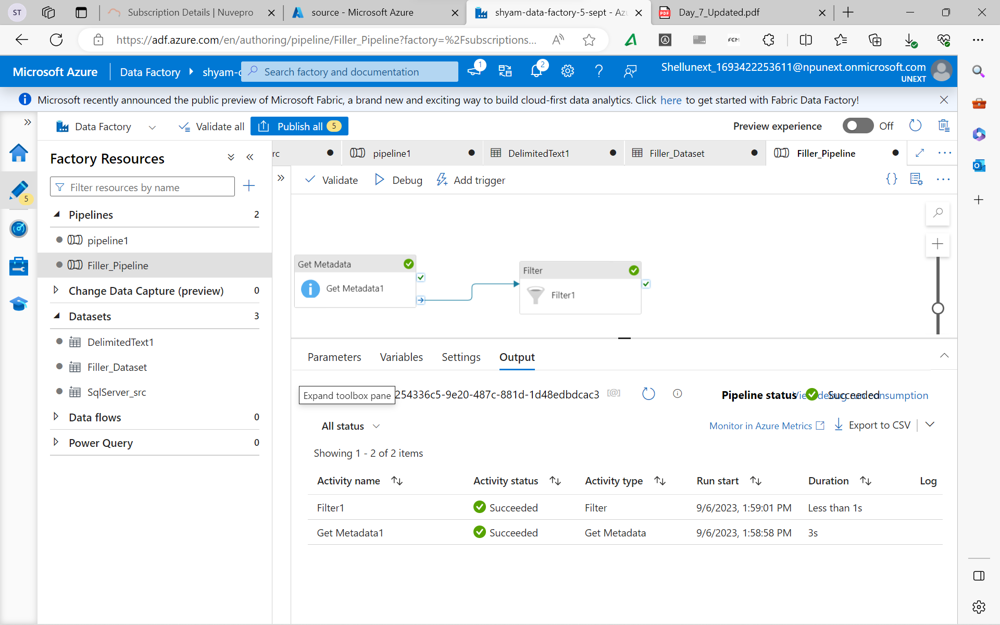 ST
Subscription Details | Nuvepro
source - Microsoft Azure
shyam-data-factory-5-sept - Azu
PDF
Day_7_Updated.pdf
https://adf.azure.com/en/authoring/pipeline/Filler_Pipeline?factory=%2Fsubscriptions...
FCM
Microsoft Azure
Data Factory
shyam-d
Search factory and documentation
1
2
Shellunext_1693422253611@npunext.onmicrosoft.com
UNEXT
Microsoft recently announced the public preview of Microsoft Fabric, a brand new and exciting way to build cloud-first data analytics. Click here to get started with Fabric Data Factory!
Data Factory
Validate all
Publish all 5
Preview experience
Off
Factory Resources
rc
pipeline1
DelimitedText1
Filler_Dataset
Filler_Pipeline
Filter resources by name
Validate
Debug
Add trigger
5
Pipelines 2
pipeline1
Filler_Pipeline
Change Data Capture (preview) 0
Datasets 3
DelimitedText1
Filler_Dataset
SqlServer_src
Data flows 0
Power Query 0
Get Metadata
Get Metadata1
Filter
Filter1
Parameters
Variables
Settings
Output
Expand toolbox pane
254336c5-9e20-487c-881d-1d48edbdcac3
[@]
Pipeline status
Succeeded
View debug run consumption
All status
Monitor in Azure Metrics
Export to CSV
Showing 1 - 2 of 2 items
Activity name Activity status Activity type Run start Duration Log
Filter1 Succeeded Filter 9/6/2023, 1:59:01 PM Less than 1s
Get Metadata1 Succeeded Get Metadata 9/6/2023, 1:58:58 PM 3s